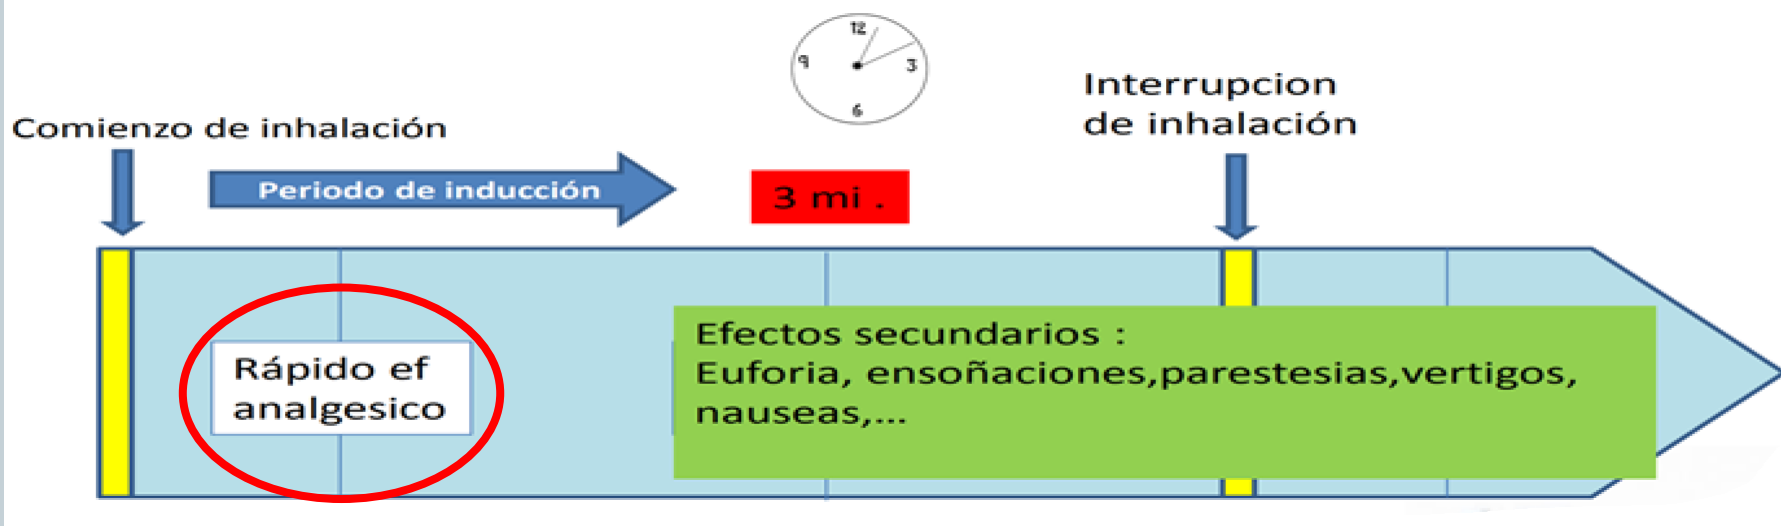 12
9
3
6
Interrupcion
de inhalación
Comienzo de inhalación
Periodo de inducción
3 mi .
Rápido ef
analgesico
Efectos secundarios :
Euforia, ensoñaciones,parestesias,vertigos,
nauseas,...